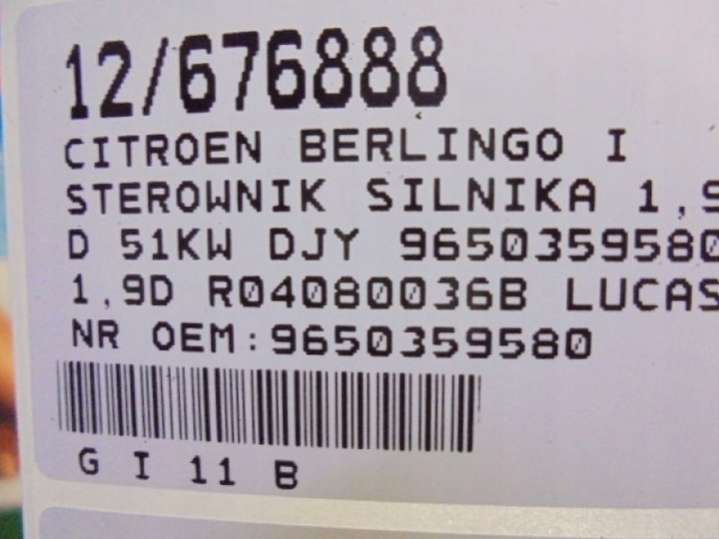 12/676888
CITROEN BERLINGO I
STEROWNIK SILNIKA 1,9
D 51KW DJY 9650359580
1,9D R04080036B LUCAS
NR OEM:9650359580
G I 11 B